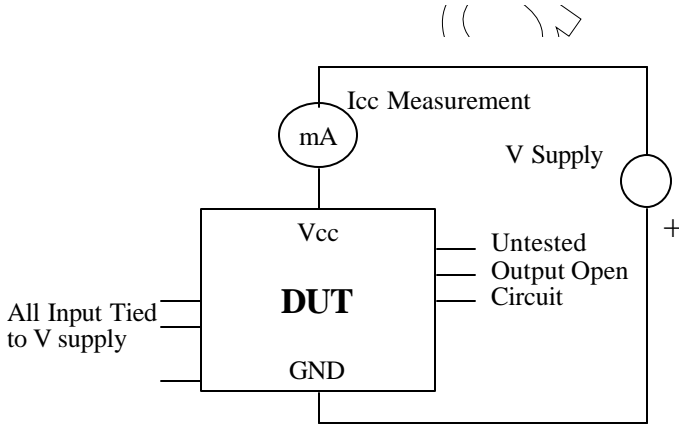 Icc Measurement
mA
V Supply
+
Vcc
Untested
Output Open
Circuit
DUT
All Input Tied
to V supply
GND